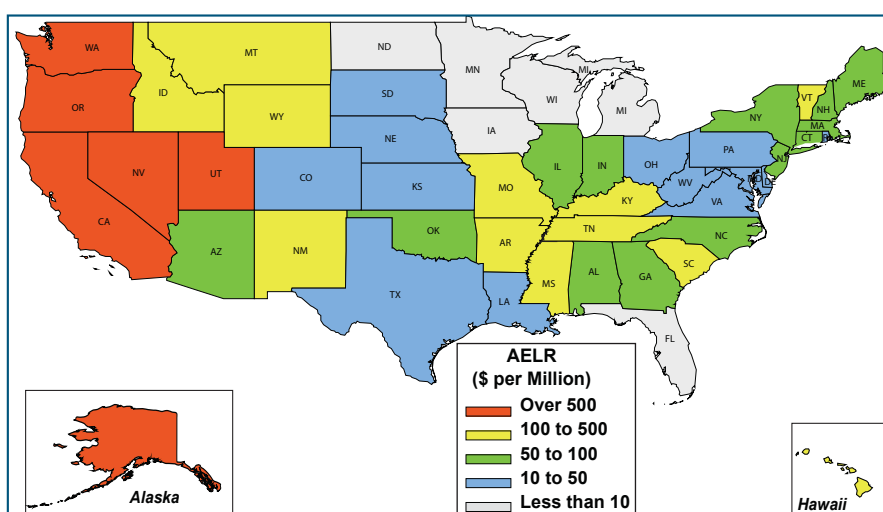 WA
MT
ND
MN
MI
ME
VT
NH
OR
ID
SD
WI
MI
NY
MA
CT
WY
IA
PA
NJ
NE
OH
NV
UT
CO
IL
IN
WV
DE
CA
KS
MO
KY
VA
AZ
NM
OK
AR
TN
NC
SC
MS
AL
GA
TX
LA
FL
AELR
($ per Million)
Over 500
100 to 500
50 to 100
10 to 50
Less than 10
Alaska
Hawaii